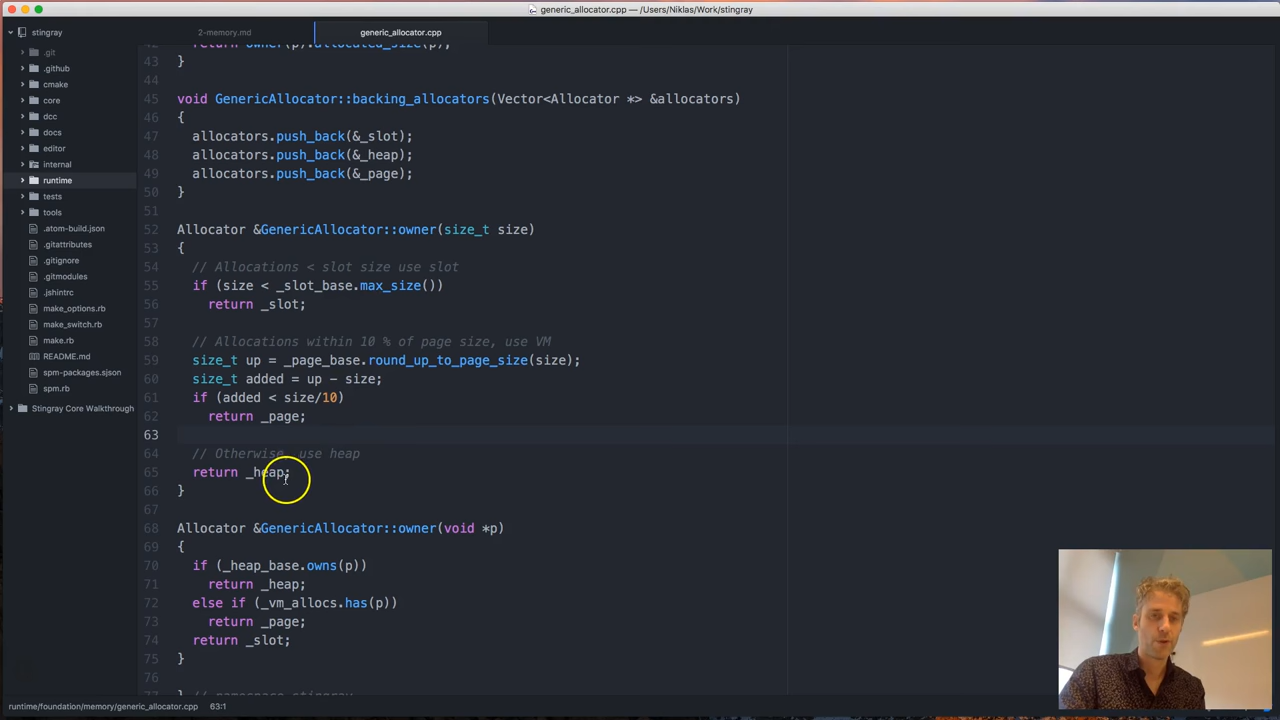 generic_allocator.cpp — /Users/Niklas/Work/stingray
stingray
2-memory.md
generic_allocator.cpp
.git
.github
cmake
core
dcc
docs
editor
internal
runtime
tests
tools
.atom-build.json
.gitattributes
.gitignore
.gitmodules
.jshintrc
make_options.rb
make_switch.rb
make.rb
README.md
spm-packages.sjson
spm.rb
Stingray Core Walkthrough
42 return owner(p).allocated_size(p);
43 }
44
45 void GenericAllocator::backing_allocators(Vector<Allocator *> &allocators)
46 {
47 allocators.push_back(&_slot);
48 allocators.push_back(&_heap);
49 allocators.push_back(&_page);
50 }
51
52 Allocator &GenericAllocator::owner(size_t size)
53 {
54 // Allocations < slot size use slot
55 if (size < _slot_base.max_size())
56 return _slot;
57
58 // Allocations within 10 % of page size, use VM
59 size_t up = _page_base.round_up_to_page_size(size);
60 size_t added = up - size;
61 if (added < size/10)
62 return _page;
63
64 // Otherwise, use heap
65 return _heap;
66 }
67
68 Allocator &GenericAllocator::owner(void *p)
69 {
70 if (_heap_base.owns(p))
71 return _heap;
72 else if (_vm_allocs.has(p))
73 return _page;
74 return _slot;
75 }
76
77 } // namespace stingray
runtime/foundation/memory/generic_allocator.cpp 63:1